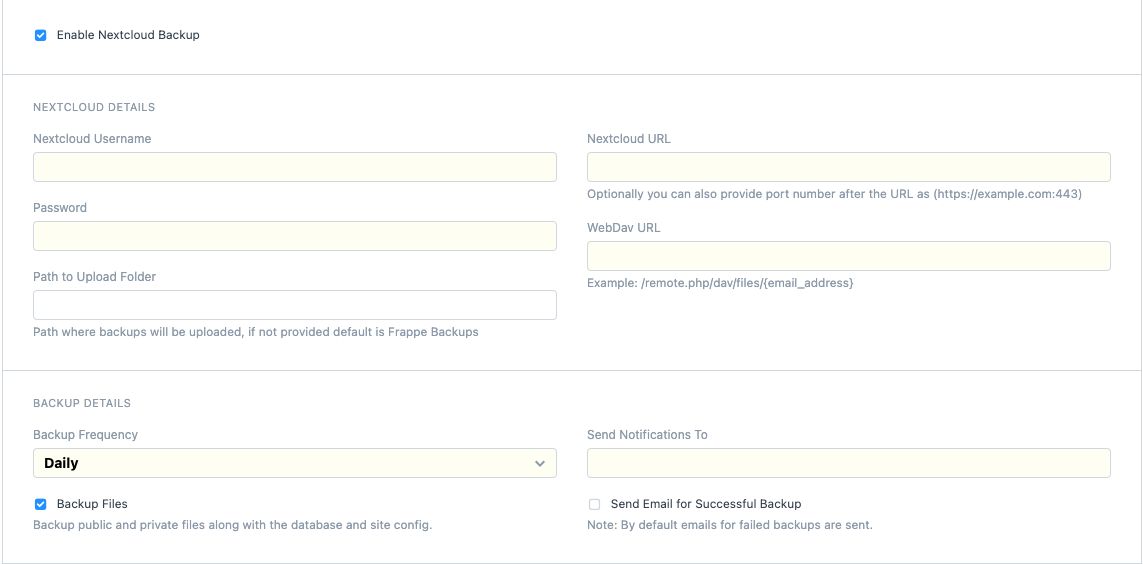 Enable Nextcloud Backup
NEXTCLOUD DETAILS
Nextcloud Username
Password
Path to Upload Folder
Path where backups will be uploaded, if not provided default is Frappe Backups
Nextcloud URL
Optionally you can also provide port number after the URL as (https://example.com:443)
WebDav URL
Example: /remote.php/dav/files/{email_address}
BACKUP DETAILS
Backup Frequency
Daily
Backup Files
Backup public and private files along with the database and site config.
Send Notifications To
Send Email for Successful Backup
Note: By default emails for failed backups are sent.